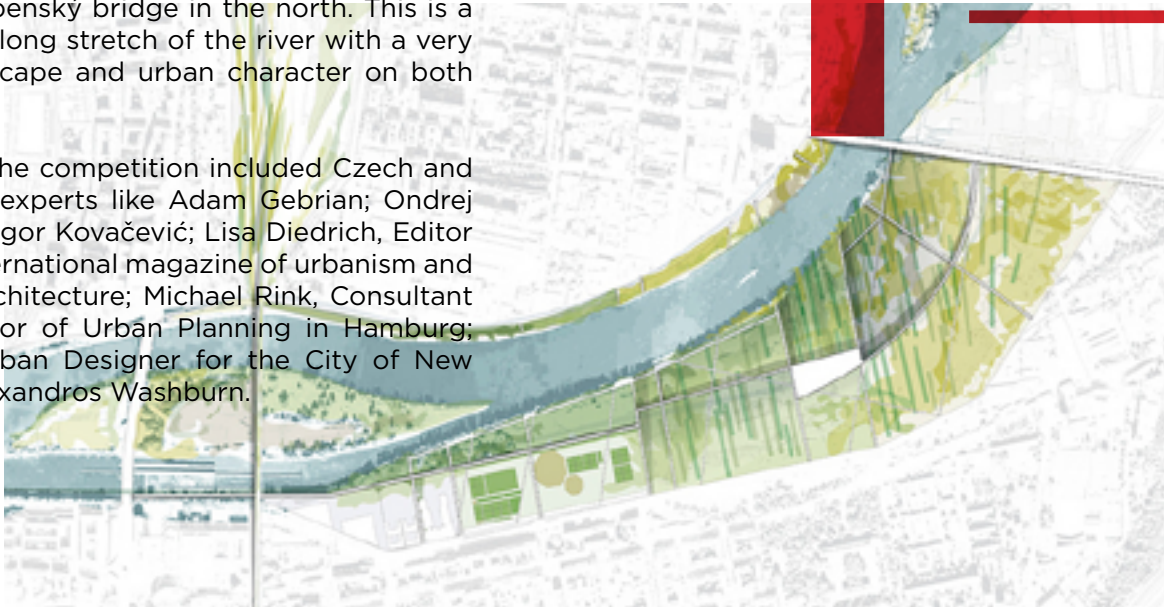 penský bridge in the north. This is a
long stretch of the river with a very
cape and urban character on both
he competition included Czech and
experts like Adam Gebrian; Ondrej
gor Kovačević; Lisa Diedrich, Editor
ernational magazine of urbanism and
chitecture; Michael Rink, Consultant
or of Urban Planning in Hamburg;
ban Designer for the City of New
xandros Washburn.